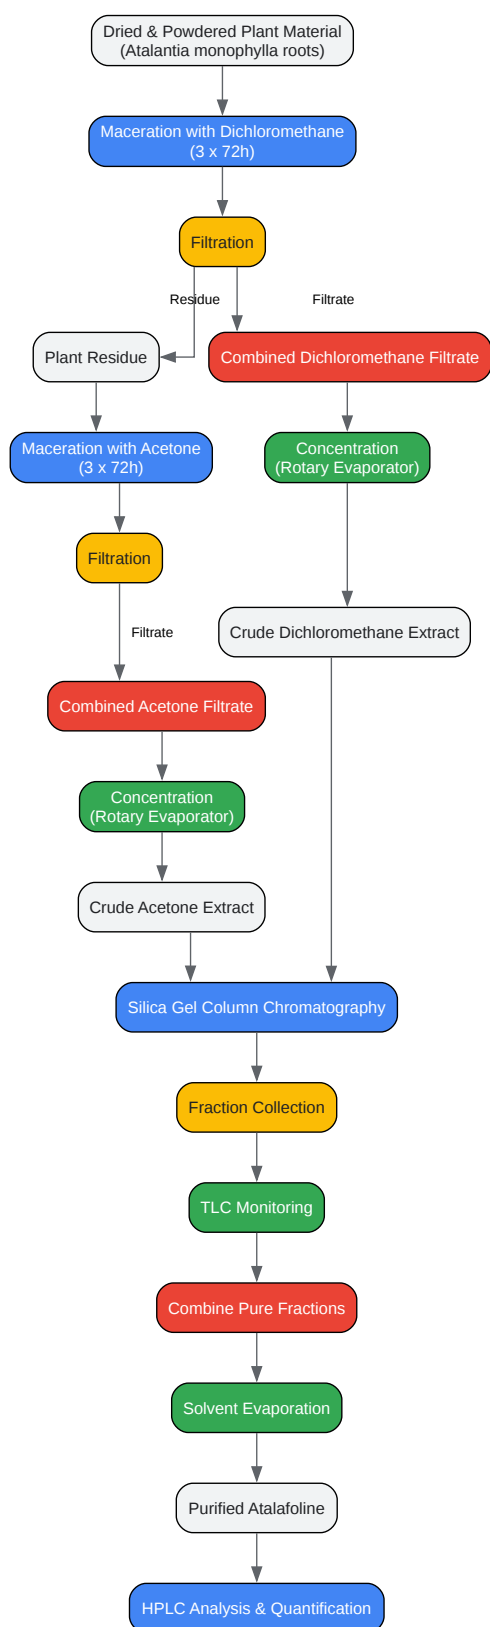 Dried & Powdered Plant Material
(Atalantia monophylla roots)
Maceration with Dichloromethane
(3 x 72h)
Filtration
Residue
Filtrate
Plant Residue
Combined Dichloromethane Filtrate
Maceration with Acetone
(3 x 72h)
Concentration
(Rotary Evaporator)
Filtration
Filtrate
Crude Dichloromethane Extract
Combined Acetone Filtrate
Concentration
(Rotary Evaporator)
Crude Acetone Extract
Silica Gel Column Chromatography
Fraction Collection
TLC Monitoring
Combine Pure Fractions
Solvent Evaporation
Purified Atalafoline
HPLC Analysis & Quantification